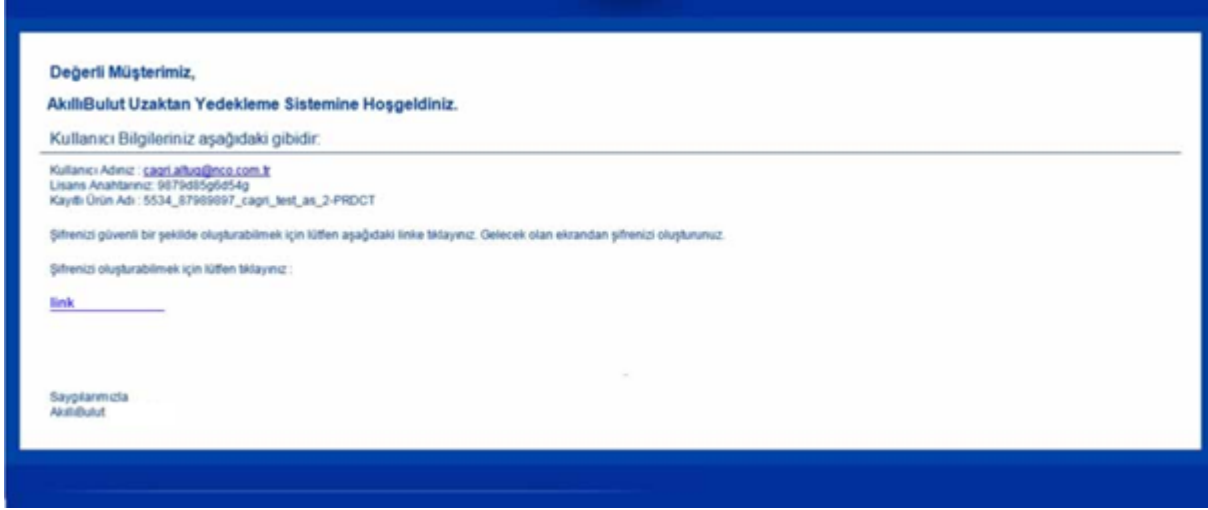 Değerli Müşterimiz,
AkıllıBulut Uzaktan Yedekleme Sistemine Hoşgeldiniz.
Kullanıcı Bilgileriniz aşağıdaki gibidir:
Kullanıcı Adınız : cagri.altug@nco.com.tr
Lisans Anahtarınız: 9879d85g6d54g
Kayıtlı Ürün Adı : 5534_87989897_cagri_test_as_2-PRDCT
Şifrenizi güvenli bir şekilde oluşturabilmek için lütfen aşağıdaki linke tıklayınız. Gelecek olan ekrandan şifrenizi oluşturunuz.
Şifrenizi oluşturabilmek için lütfen tıklayınız :
link
Saygılarımızla
AkıllıBulut